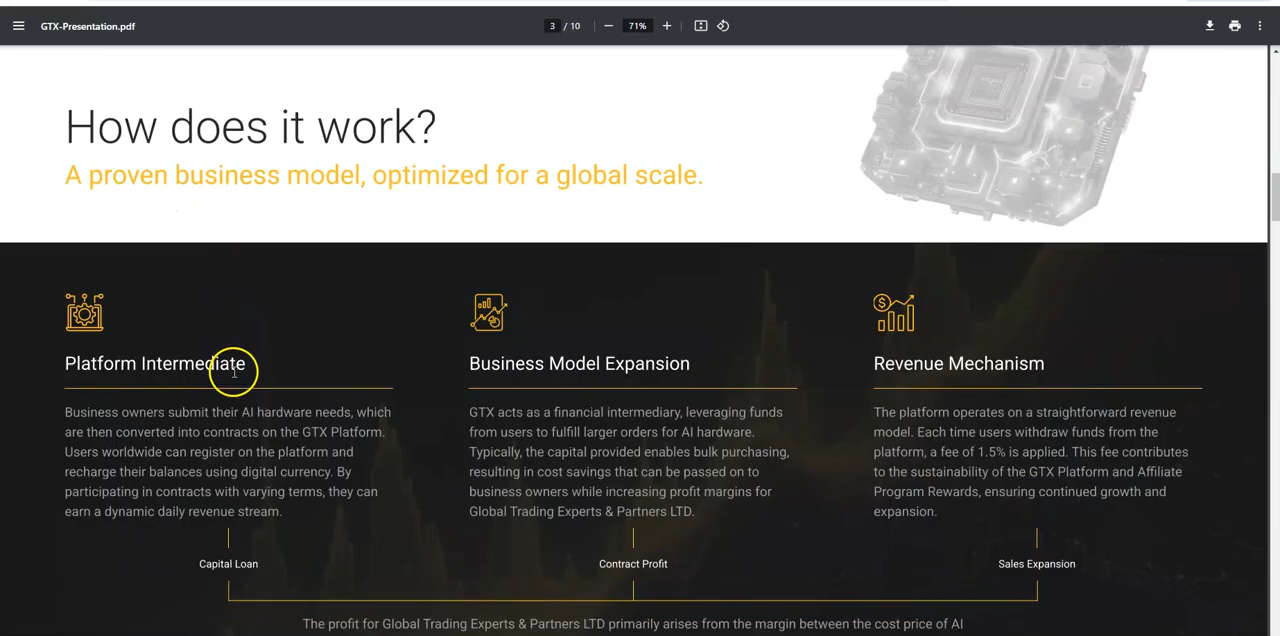 GTX-Presentation.pdf
3 / 10
71%
How does it work?
A proven business model, optimized for a global scale.
Platform Intermediate
Business owners submit their AI hardware needs, which
are then converted into contracts on the GTX Platform.
Users worldwide can register on the platform and
recharge their balances using digital currency. By
participating in contracts with varying terms, they can
earn a dynamic daily revenue stream.
Capital Loan
Business Model Expansion
GTX acts as a financial intermediary, leveraging funds
from users to fulfill larger orders for AI hardware.
Typically, the capital provided enables bulk purchasing,
resulting in cost savings that can be passed on to
business owners while increasing profit margins for
Global Trading Experts & Partners LTD.
Contract Profit
Revenue Mechanism
The platform operates on a straightforward revenue
model. Each time users withdraw funds from the
platform, a fee of 1.5% is applied. This fee contributes
to the sustainability of the GTX Platform and Affiliate
Program Rewards, ensuring continued growth and
expansion.
Sales Expansion
The profit for Global Trading Experts & Partners LTD primarily arises from the margin between the cost price of AI